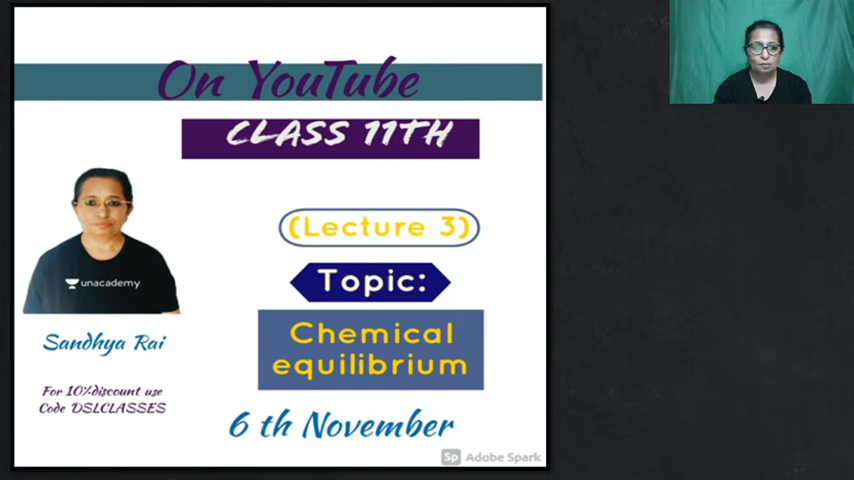 On YouTube
CLASS 11TH
(Lecture 3)
Topic:
Chemical
equilibrium
unacademy
Sandhya Rai
For 10%discount use
Code DSLCLASSES
6 th November
Sp Adobe Spark